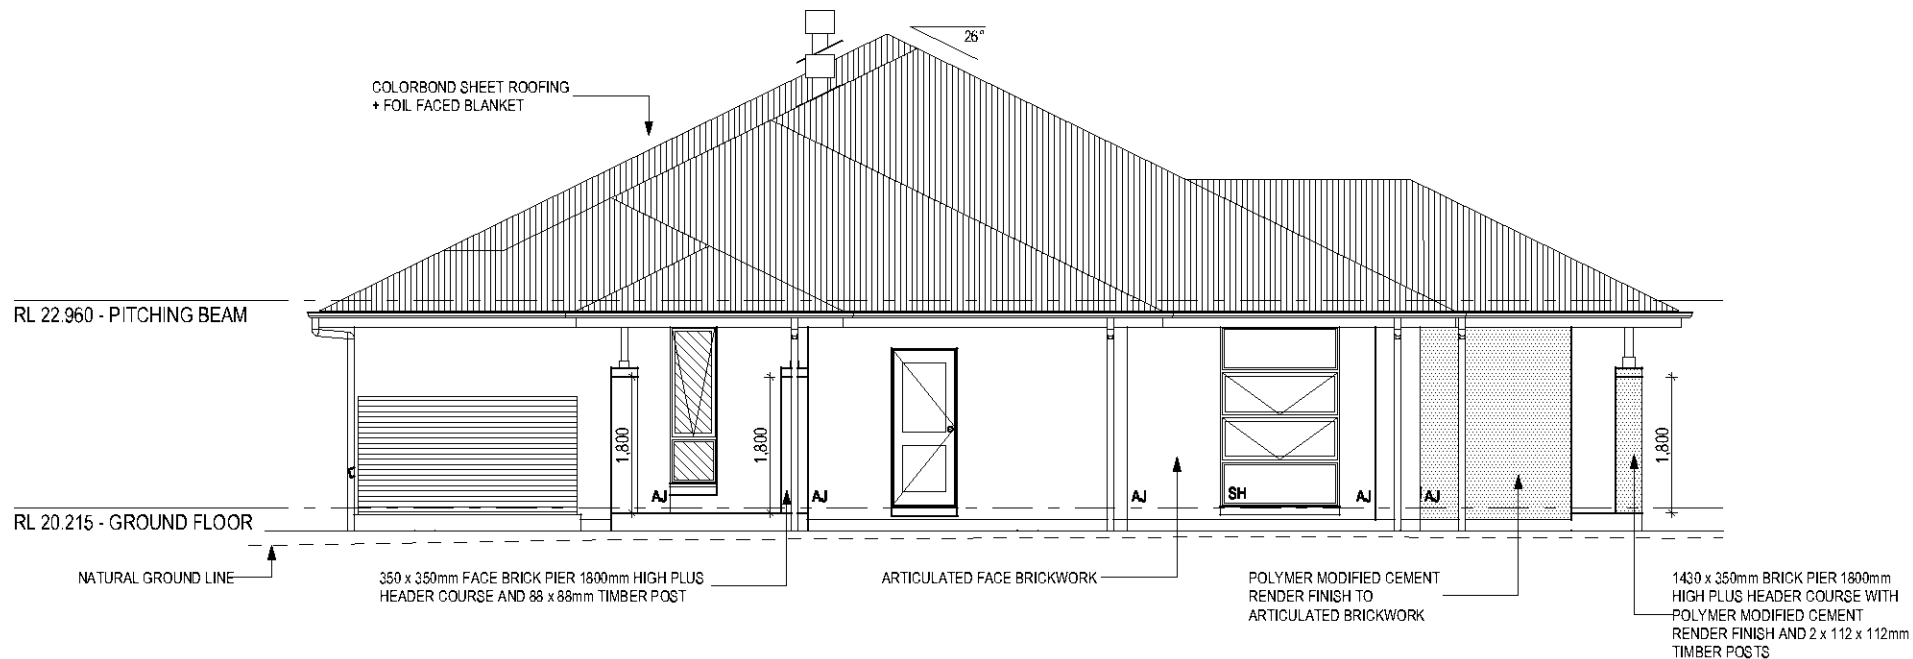 26°
COLORBOND SHEET ROOFING
+ FOIL FACED BLANKET
RL 22.960 - PITCHING BEAM
1,800
1,800
1,800
AJ
AJ
AJ
SH
AJ
AJ
RL 20.215 - GROUND FLOOR
NATURAL GROUND LINE
350 x 350mm FACE BRICK PIER 1800mm HIGH PLUS
HEADER COURSE AND 88 x 88mm TIMBER POST
ARTICULATED FACE BRICKWORK
POLYMER MODIFIED CEMENT
RENDER FINISH TO
ARTICULATED BRICKWORK
1430 x 350mm BRICK PIER 1800mm
HIGH PLUS HEADER COURSE WITH
POLYMER MODIFIED CEMENT
RENDER FINISH AND 2 x 112 x 112mm
TIMBER POSTS